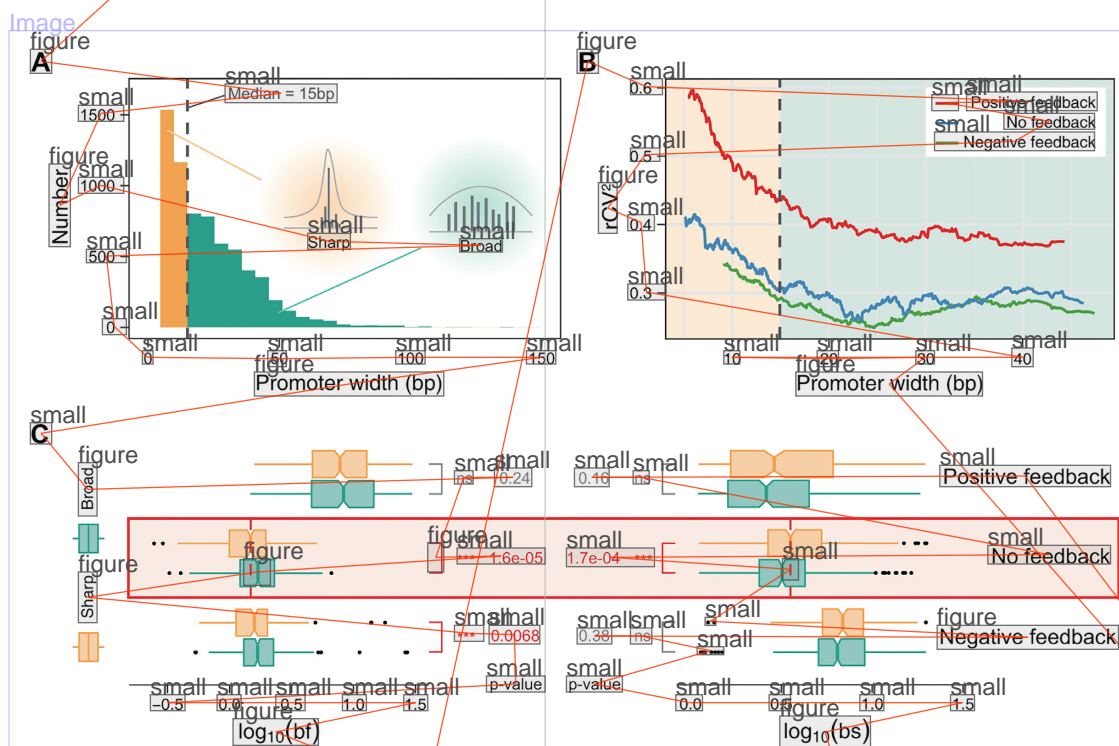 Image
figure
A
small
Median = 15bp
small
1500
figure
Number
small
1000
small
500
small
0
small
Sharp
small
Broad
small
0
small
50
small
100
small
150
figure
Promoter width (bp)
figure
B
small
0.6
small
0.5
figure
rCV²
small
0.4
small
0.3
small
small
Positive feedback
small
No feedback
small
Negative feedback
small
10
small
20
small
30
small
40
figure
Promoter width (bp)
small
C
figure
Broad
figure
Sharp
small
ns
small
0.24
small
0.16
small
ns
small
Positive feedback
figure
figure
***
1.6e-05
small
1.7e-04
***
small
small
No feedback
small
***
small
0.0068
small
0.38
small
ns
small
small
figure
Negative feedback
small
p-value
small
p-value
small
−0.5
small
0.0
small
0.5
small
1.0
small
1.5
figure
log₁₀(bf)
small
0.0
small
0.5
small
1.0
small
1.5
figure
log₁₀(bs)